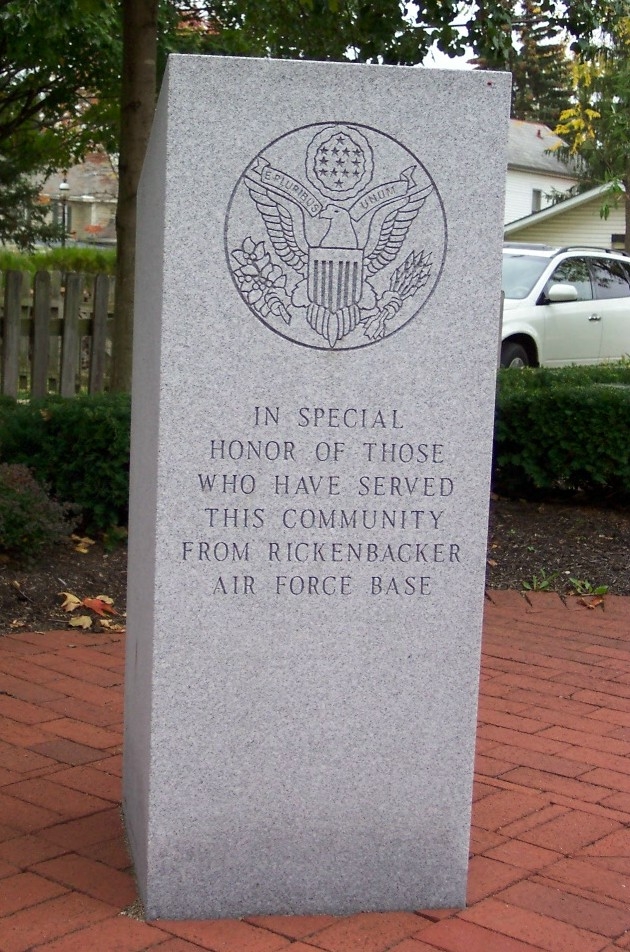 E PLURIBUS UNUM
IN SPECIAL
HONOR OF THOSE
WHO HAVE SERVED
THIS COMMUNITY
FROM RICKENBACKER
AIR FORCE BASE